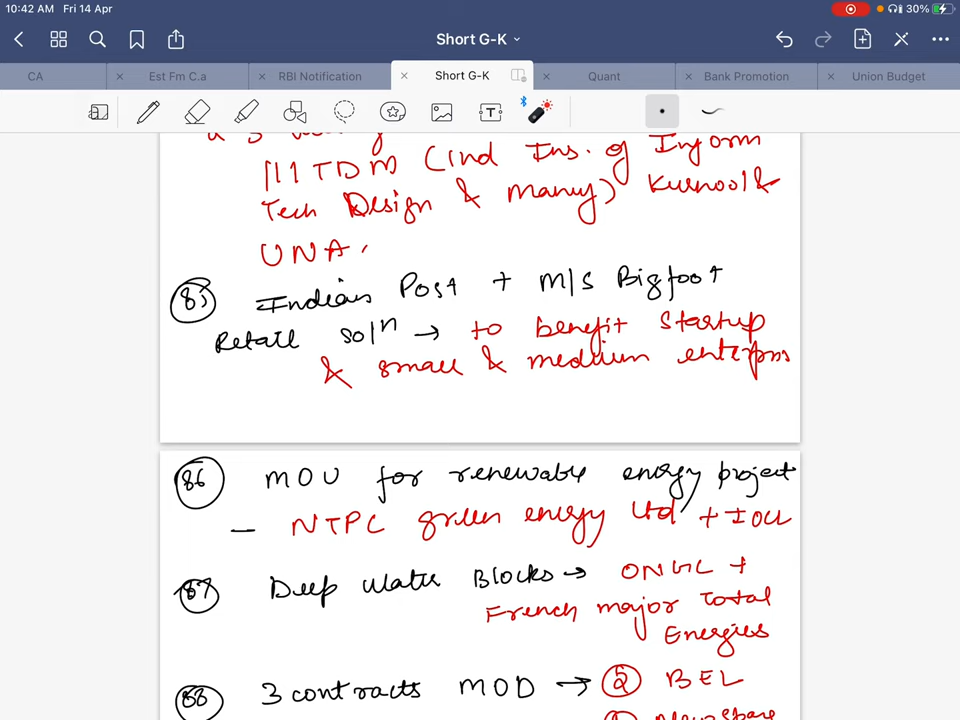 10:42 AM Fri 14 Apr
30%
Short G-K
CA
Est Fm C.a
RBI Notification
Short G-K
Quant
Bank Promotion
Union Budget
IIITDM (Ind Ins. of Inform
Tech Design & Manu) Kurnool &
UNA.
85 Indian Post + M/S Bigfoot
Retail Sol^n → to benefit Startup
& small & medium
86 MOU for renewable energy project
- NTPC green energy Ltd + IOCL
87 Deep Water Blocks → ONGC +
French major Total
Energies
88 3 contracts MOD → 2 BEL